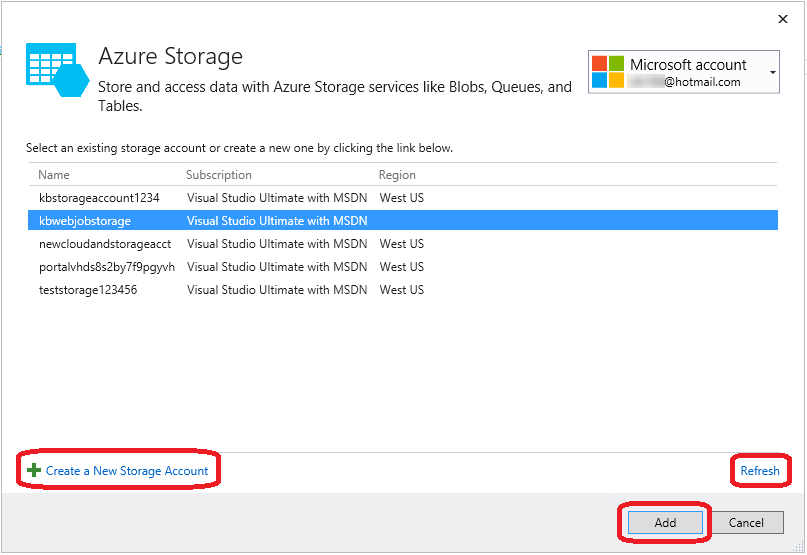 Azure Storage
Store and access data with Azure Storage services like Blobs, Queues, and
Tables.
Microsoft account
@hotmail.com
Select an existing storage account or create a new one by clicking the link below.
Name Subscription Region
kbstorageaccount1234 Visual Studio Ultimate with MSDN West US
kbwebjobstorage Visual Studio Ultimate with MSDN
newcloudandstorageacct Visual Studio Ultimate with MSDN West US
portalvhds8s2by7f9pgyvh Visual Studio Ultimate with MSDN West US
teststorage123456 Visual Studio Ultimate with MSDN West US
Create a New Storage Account Refresh
Add Cancel